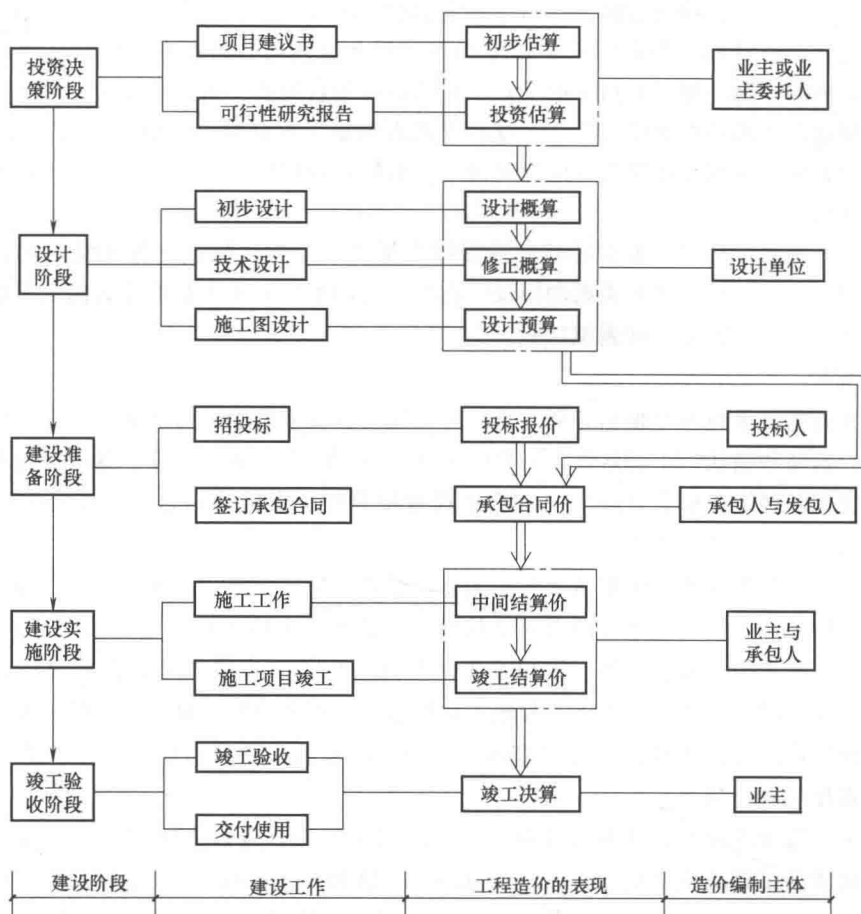 项目建议书
初步估算
投资决
策阶段
业主或业
主委托人
可行性研究报告
投资估算
初步设计
设计概算
设计
阶段
技术设计
修正概算
设计单位
施工图设计
设计预算
招投标
投标报价
投标人
建设准
备阶段
签订承包合同
承包合同价
承包人与发包人
施工工作
中间结算价
建设实
施阶段
业主与
承包人
施工项目竣工
竣工结算价
竣工验收
竣工验
收阶段
竣工决算
业主
交付使用
建设阶段
建设工作
工程造价的表现
造价编制主体